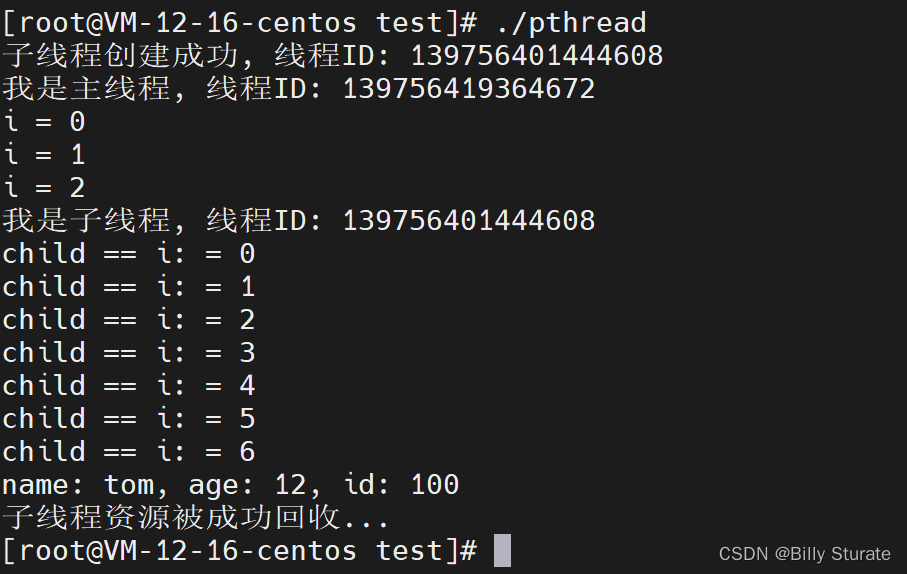 [root@VM-12-16-centos test]# ./pthread
子线程创建成功, 线程ID: 139756401444608
我是主线程, 线程ID: 139756419364672
i = 0
i = 1
i = 2
我是子线程, 线程ID: 139756401444608
child == i: = 0
child == i: = 1
child == i: = 2
child == i: = 3
child == i: = 4
child == i: = 5
child == i: = 6
name: tom, age: 12, id: 100
子线程资源被成功回收...
[root@VM-12-16-centos test]#
CSDN @Billy Sturate